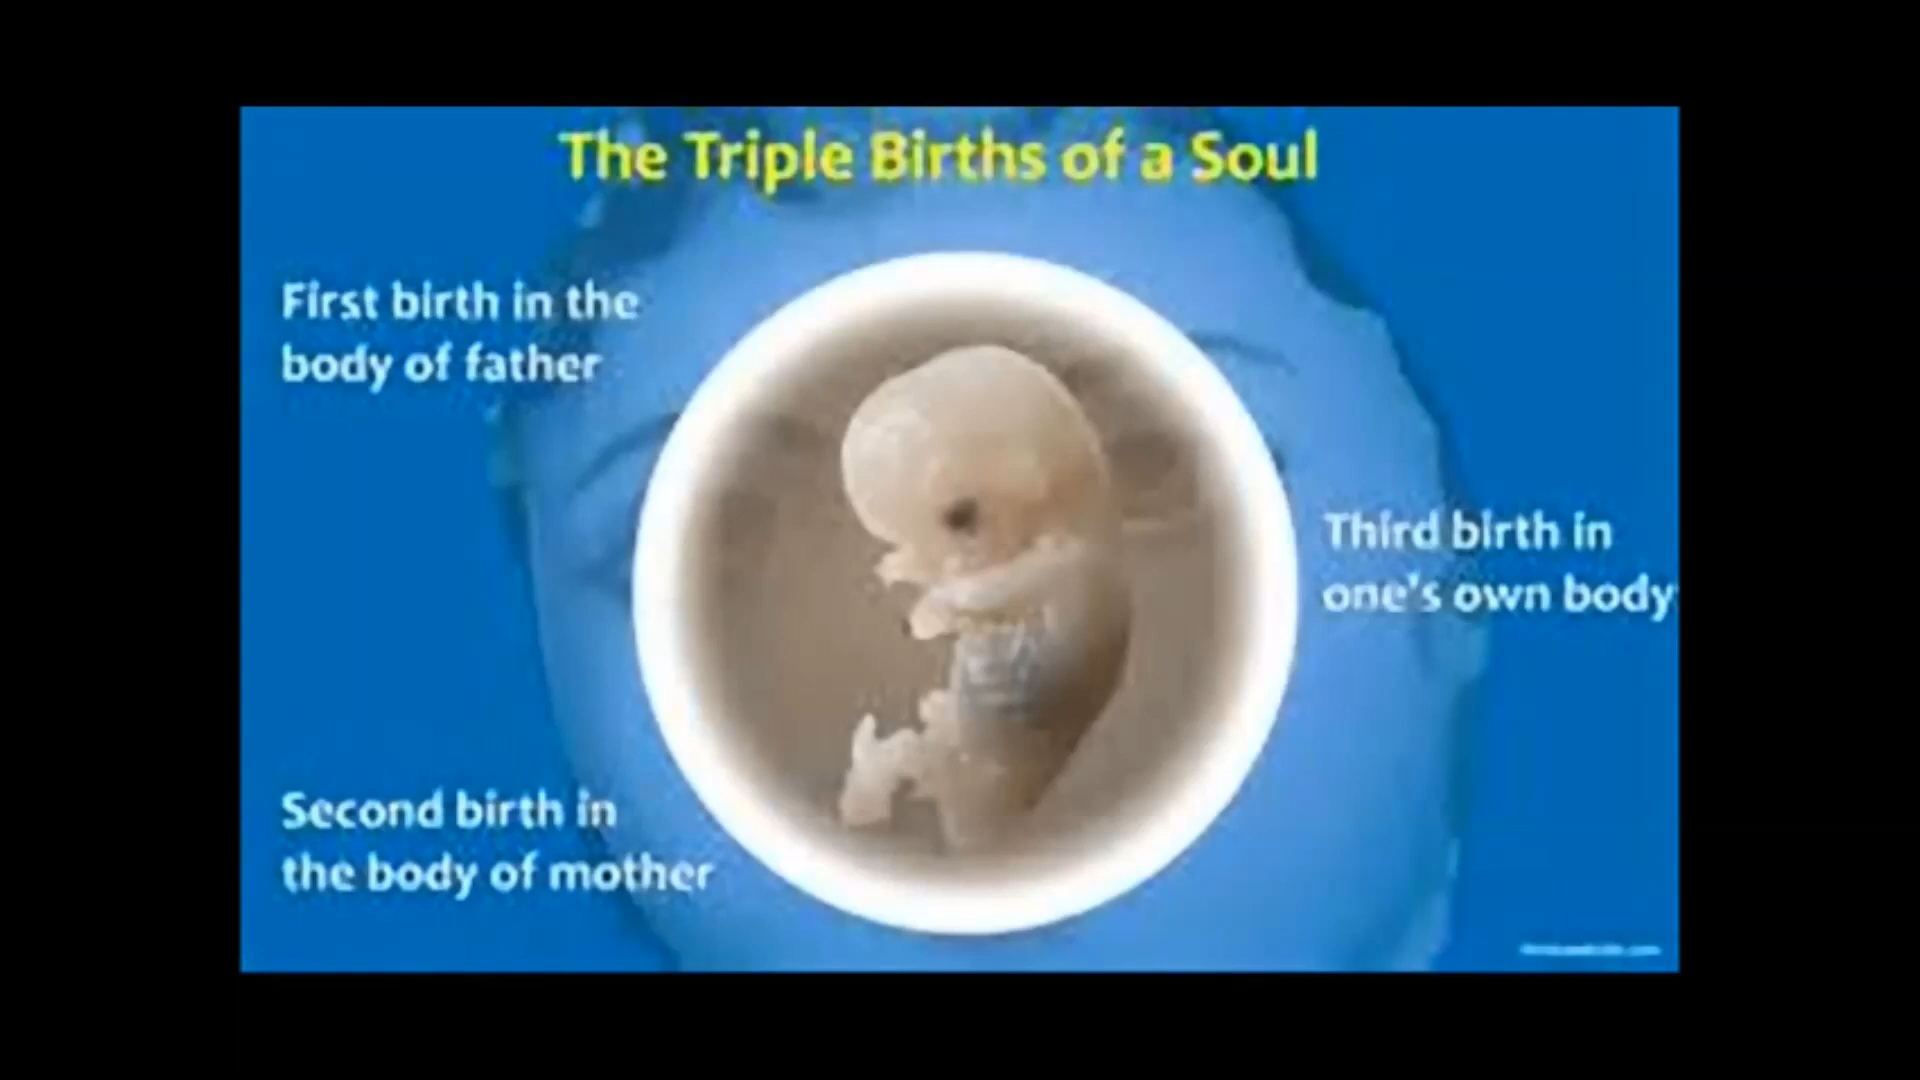 The Triple Births of a Soul
First birth in the
body of father
Third birth in
one's own body
Second birth in
the body of mother